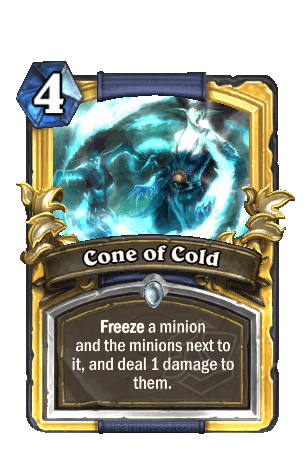 4
Cone of Cold
Freeze a minion
and the minions next to
it, and deal 1 damage to
them.